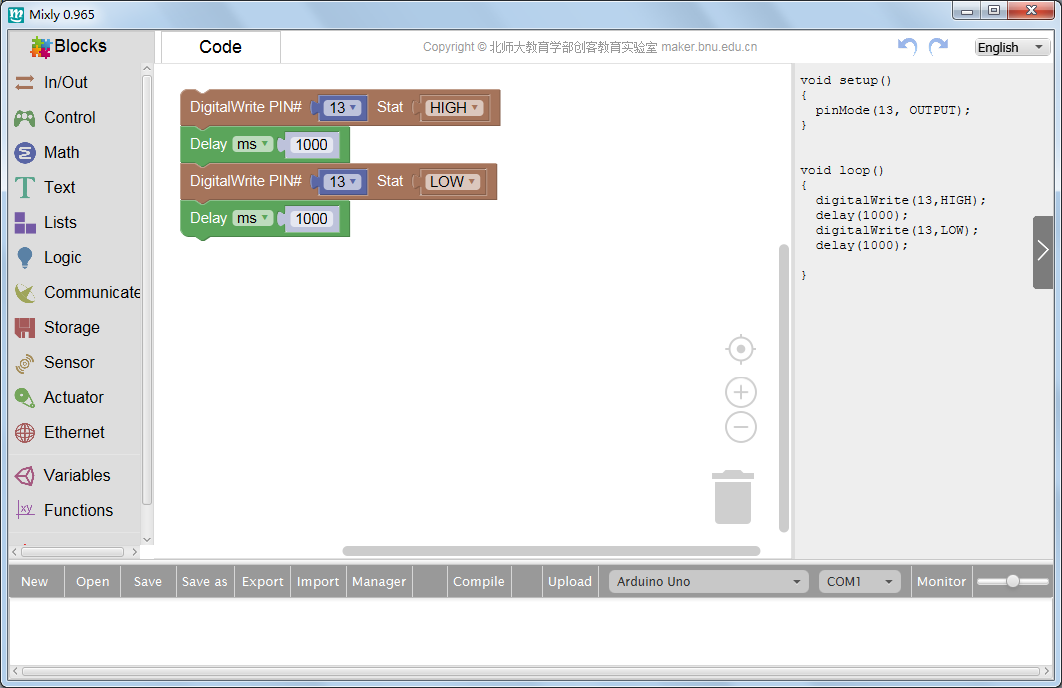 Mixly 0.965
Blocks
Code
Copyright © 北师大教育学部创客教育实验室 maker.bnu.edu.cn
English
In/Out
Control
Math
Text
Lists
Logic
Communicate
Storage
Sensor
Actuator
Ethernet
Variables
Functions
xy
DigitalWrite PIN# 13 Stat HIGH
Delay ms 1000
DigitalWrite PIN# 13 Stat LOW
Delay ms 1000
void setup()
{
  pinMode(13, OUTPUT);
}
void loop()
{
  digitalWrite(13,HIGH);
  delay(1000);
  digitalWrite(13,LOW);
  delay(1000);
}
New Open Save Save as Export Import Manager Compile Upload Arduino Uno COM1 Monitor